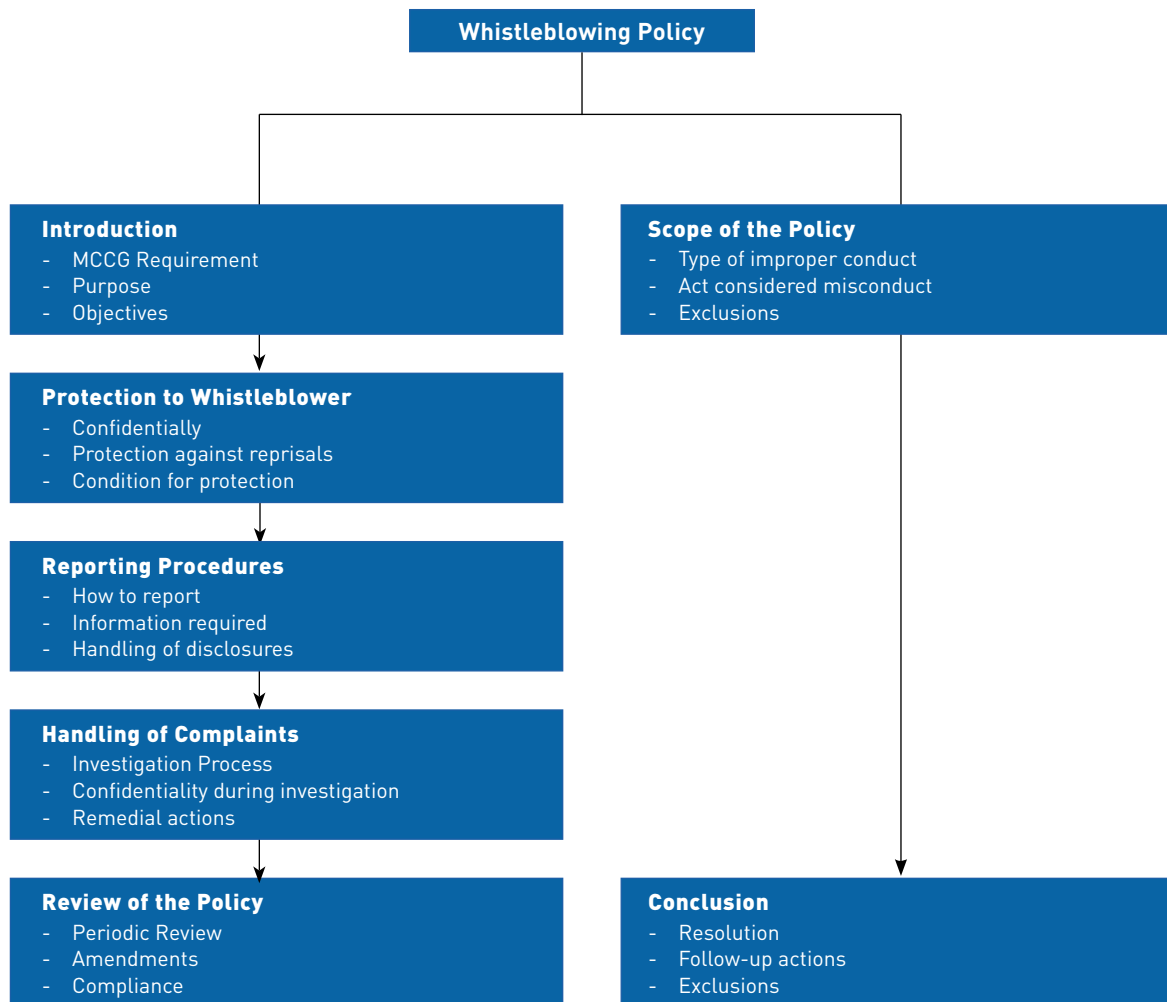 Whistleblowing Policy
Introduction
- MCCG Requirement
- Purpose
- Objectives
Scope of the Policy
- Type of improper conduct
- Act considered misconduct
- Exclusions
Protection to Whistleblower
- Confidentially
- Protection against reprisals
- Condition for protection
Reporting Procedures
- How to report
- Information required
- Handling of disclosures
Handling of Complaints
- Investigation Process
- Confidentiality during investigation
- Remedial actions
Review of the Policy
- Periodic Review
- Amendments
- Compliance
Conclusion
- Resolution
- Follow-up actions
- Exclusions